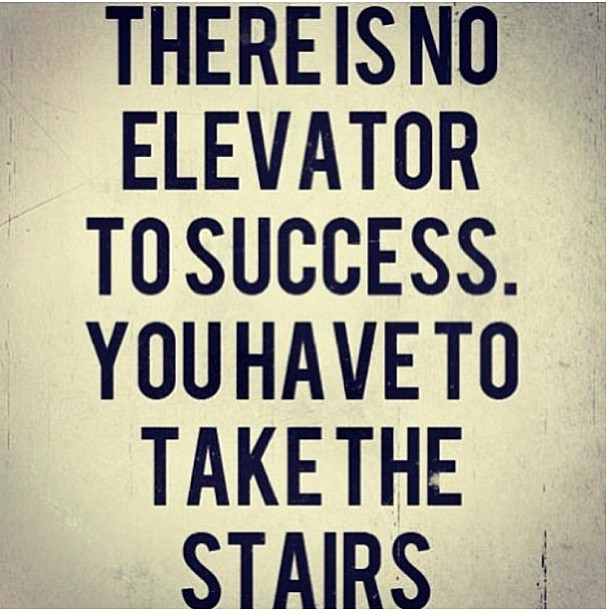 THERE IS NO
ELEVATOR
TO SUCCESS.
YOU HAVE TO
TAKE THE
STAIRS